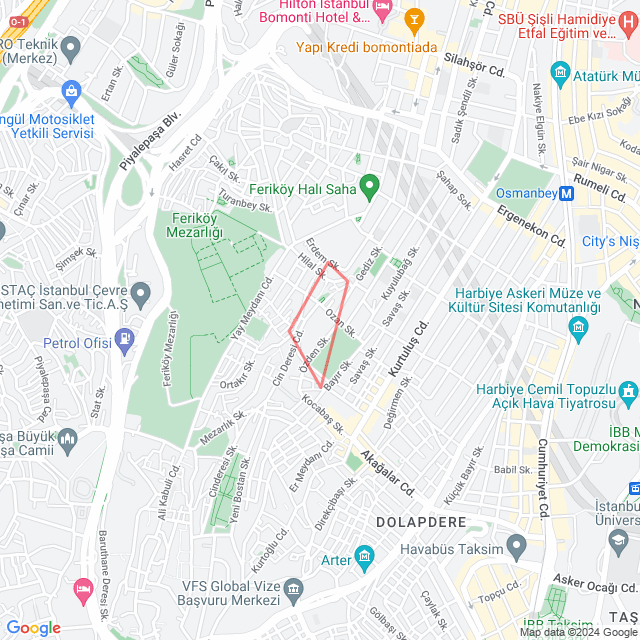 O-1
Hilton İstanbul
Bomonti Hotel &...
SBÜ Şişli Hamidiye
Etfal Eğitim ve...
RO Teknik
(Merkez)
Güler Sokağı
Ertan Sk.
Yapı Kredi bomontiada
Silahşör Cd.
Atatürk Mü
Nakiye Elgün Sk.
Sadık Şendil Sk.
Ebe Kızı Sokağı
Koda
ngül Motosiklet
Yetkili Servisi
Piyalepaşa Blv.
Hasret Cd
Çakıl Sk.
Turanbey Sk.
Feriköy Halı Saha
Şair Nigar Sk.
Rumeli Cd.
Osmanbey
Şahap Sok.
Ergenekon Cd.
City's Niş
Çınar Sk.
Şimşek Sk.
Feriköy
Mezarlığı
Erdem Sk.
Hilal Sk.
Gediz Sk.
Kuyulubağ Sk.
Savaş Sk.
STAÇ İstanbul Çevre
netimi San.ve Tic.A.Ş
Harbiye Askeri Müze ve
Kültür Sitesi Komutanlığı
N
Yay Meydanı Cd.
Feriköy Mezarlığı
Petrol Ofisi
Ozan Sk.
Özden Sk.
Cin Deresi Cd.
Kurtuluş Cd.
Savaş Sk.
Bayır Sk.
Değirmen Sk.
Ortakır Sk.
Piyalepaşa Cd.
Stat Sk.
Harbiye Cemil Topuzlu
Açık Hava Tiyatrosu
Kocabaş Sk.
Mezarlık Sk.
şa Büyük
şa Camii
İBB M
Demokrasi
Akağalar Cd.
Cumhuriyet Cd.
Babil Sk.
Küçük Bayır Sk.
Cinderesi Sk.
Yeni Bostan Sk.
Er Meydanı Cd.
Direkçibaşı Sk.
Ali Kabuli Cd.
Baruthane Deresi Sk.
Kurtoğlu Cd.
DOLAPDERE
İstanbul
Ünivers
Havabüs Taksim
Arter
VFS Global Vize
Başvuru Merkezi
Asker Ocağı Cd.
Topçu Cd.
Çaylak Sk.
Gölbaşı Sk.
TAŞ
İBB Taksim
Google
Map data ©2024 Google